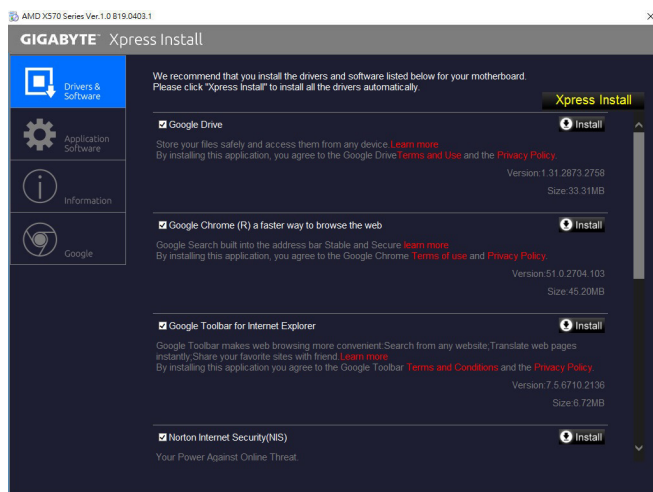 AMD X570 Series Ver.1.0 B19.0403.1
GIGABYTE™ Xpress Install
Drivers &
Software
Application
Software
Information
Google
We recommend that you install the drivers and software listed below for your motherboard.
Please click "Xpress Install" to install all the drivers automatically.
Xpress Install
Google Drive
Install
Store your files safely and access them from any device.Learn more
By installing this application, you agree to the Google DriveTerms and Use and the Privacy Policy.
Version:1.31.2873.2758
Size:33.31MB
Google Chrome (R) a faster way to browse the web
Install
Google Search built into the address bar Stable and Secure learn more
By installing this application, you agree to the Google Chrome Terms of use and Privacy Policy.
Version:51.0.2704.103
Size:45.20MB
Google Toolbar for Internet Explorer
Install
Google Toolbar makes web browsing more convenient:Search from any website;Translate web pages
instantly;Share your favorite sites with friend.Learn more
By installing this application you agree to the Google Toolbar Terms and Conditions and the Privacy Policy.
Version:7.5.6710.2136
Size:6.72MB
Norton Internet Security(NIS)
Install
Your Power Against Online Threat.